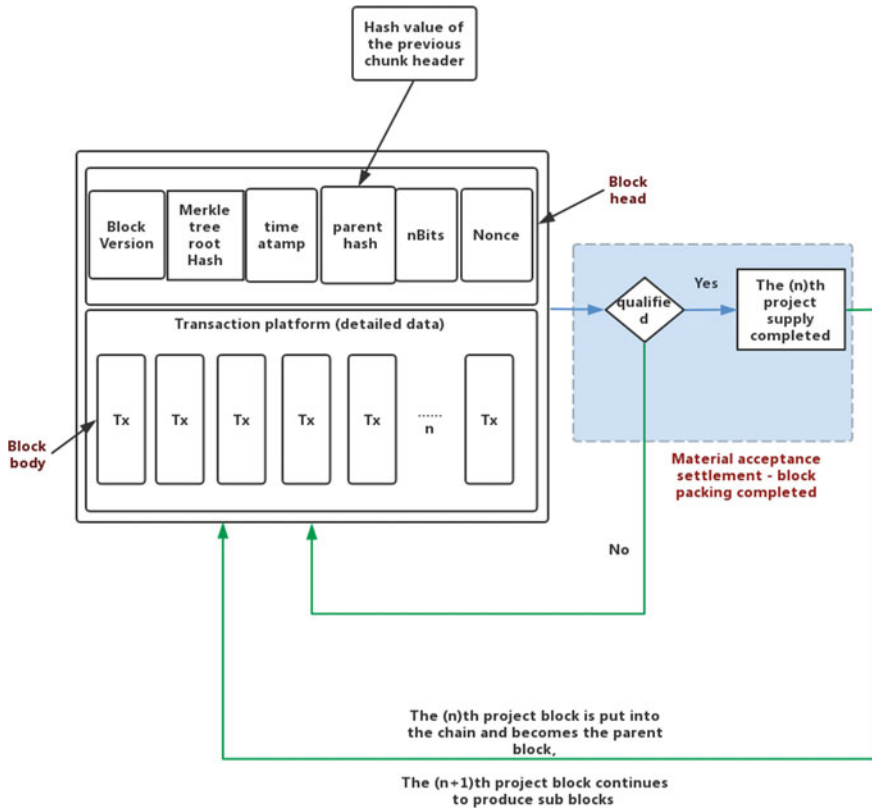 Hash value of
the previous
chunk header
Block
head
Block
Version
Merkle
tree
root
Hash
time
atamp
parent
hash
nBits
Nonce
Transaction platform (detailed data)
Tx
Tx
Tx
Tx
Tx
......
n
Tx
Block
body
qualifie
d
Yes
The (n)th
project
supply
completed
Material acceptance
settlement - block
packing completed
No
The (n)th project block is put into
the chain and becomes the parent
block,
The (n+1)th project block continues
to produce sub blocks